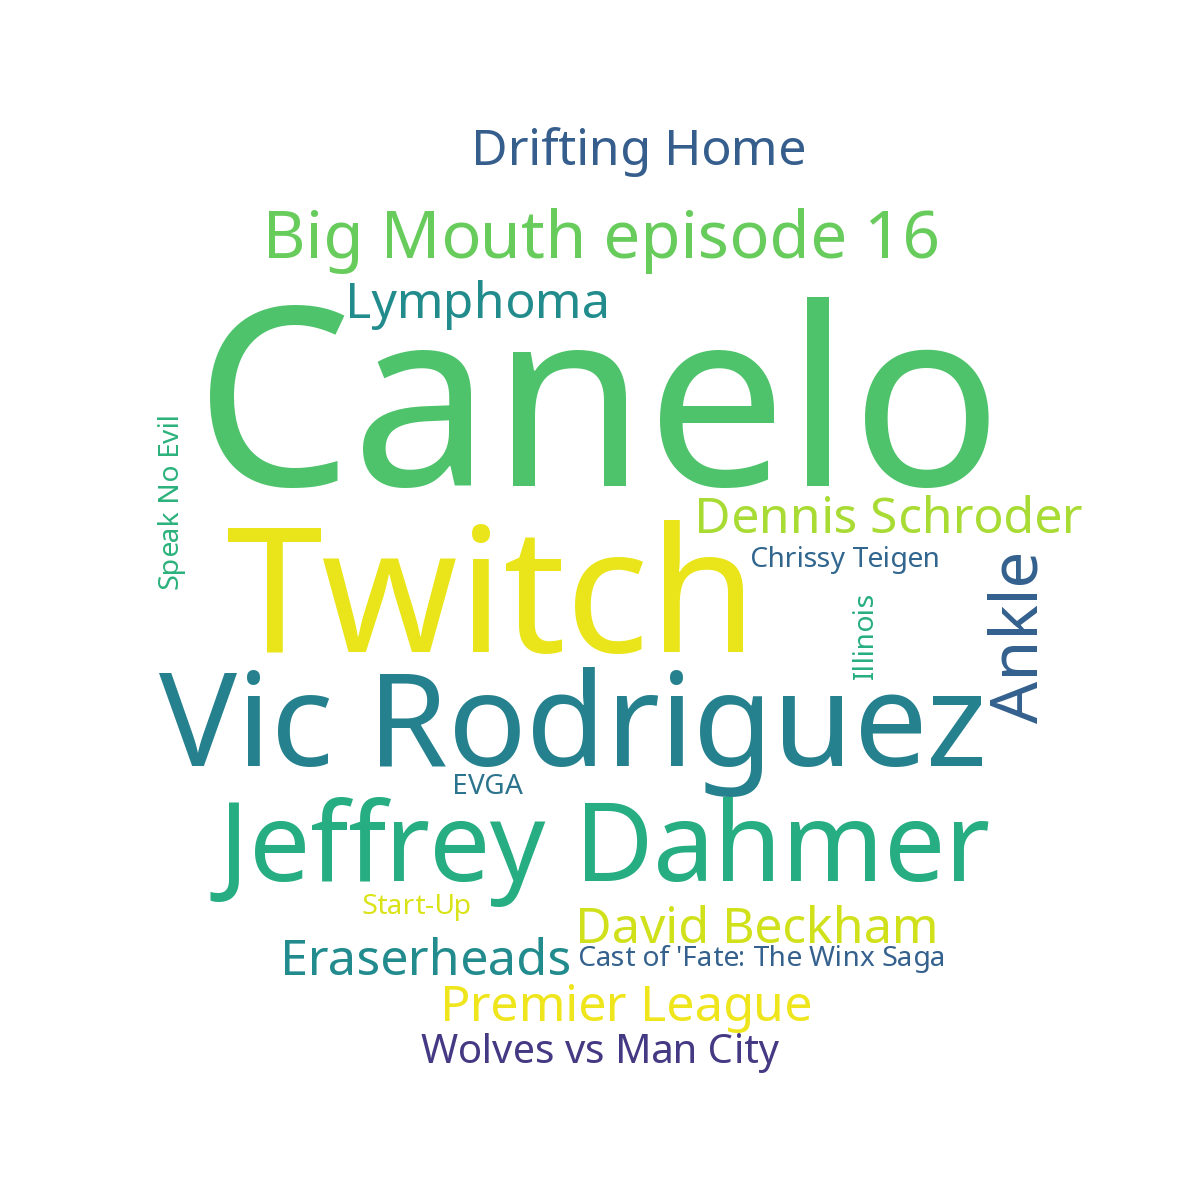 Drifting Home
Big Mouth episode 16
Lymphoma
Canelo
Speak No Evil
Dennis Schroder
Twitch
Chrissy Teigen
Ankle
Illinois
Vic Rodriguez
EVGA
Jeffrey Dahmer
Start-Up
David Beckham
Eraserheads
Cast of 'Fate: The Winx Saga
Premier League
Wolves vs Man City